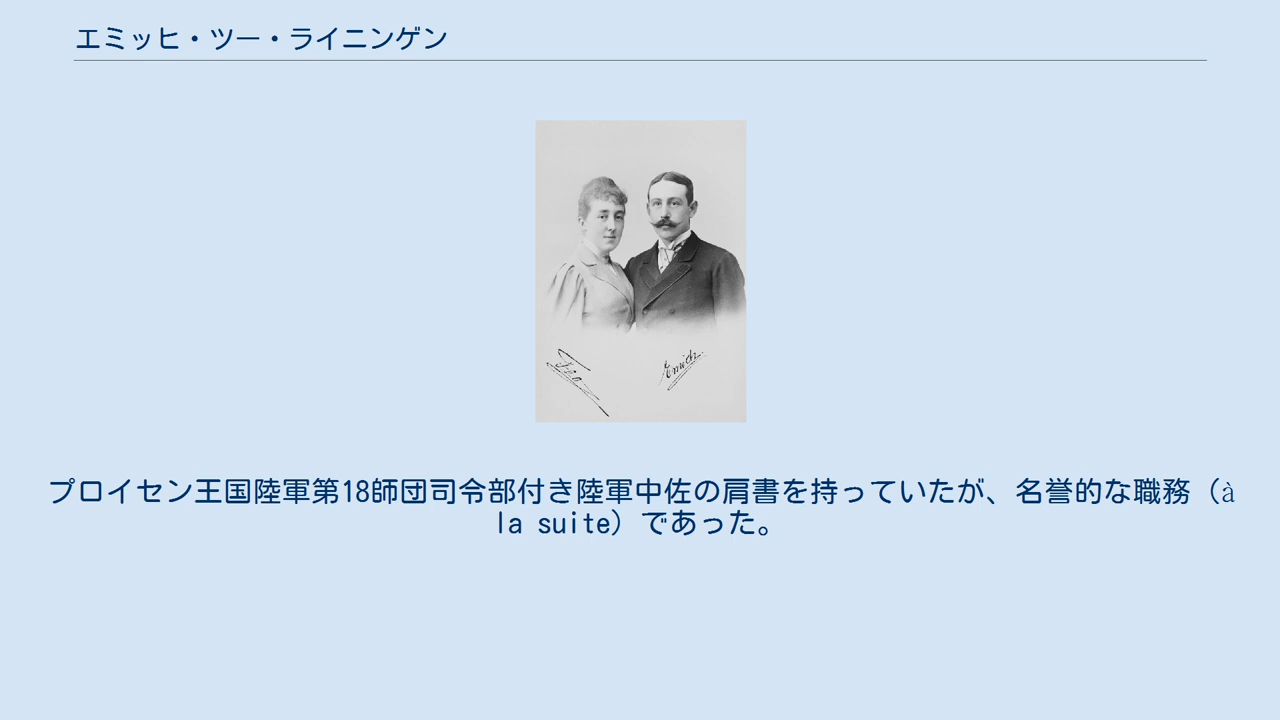 エミッヒ・ツー・ライニンゲン
Feo
Emich
プロイセン王国陸軍第18師団司令部付き陸軍中佐の肩書を持っていたが、名誉的な職務（à
la suite）であった。